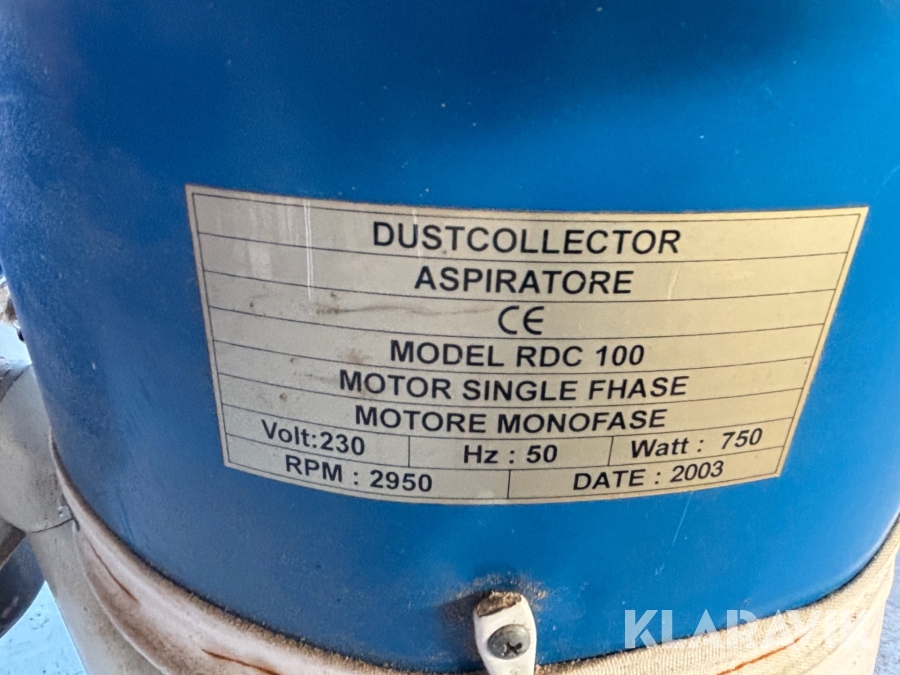 DUSTCOLLECTOR
ASPIRATORE
CE
MODEL RDC 100
MOTOR SINGLE FHASE
MOTORE MONOFASE
Volt:230 Hz : 50 Watt : 750
RPM : 2950 DATE : 2003
KLARAVIK